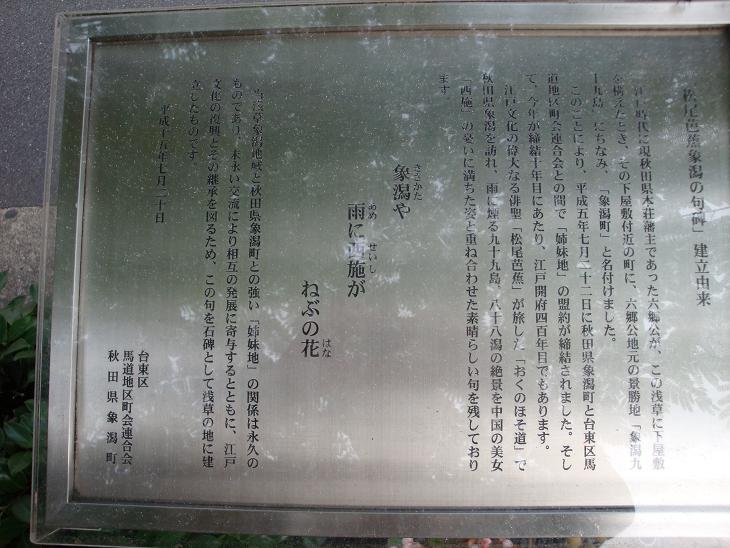 「松尾芭蕉象潟の句碑」建立由来
江戸時代に現秋田県本荘藩主であった六郷公が、この浅草に下屋敷
を構えたとき、その下屋敷付近の町に、六郷公地元の景勝地「象潟九
十九島」にちなみ、「象潟町」と名付けました。
このことにより、平成五年七月二十二日に秋田県象潟町と台東区馬
道地区町会連合会との間で「姉妹地」の盟約が締結されました。そし
て、今年が締結十年目にあたり、江戸開府四百年目でもあります。
江戸文化の偉大なる俳聖「松尾芭蕉」が旅した「おくのほそ道」で
秋田県象潟を訪れ、雨に煙る九十九島、八十八潟の絶景を中国の美女
「西施」の憂いに満ちた姿と重ね合わせた素晴らしい句を残しており
ます。
象潟や
きさかた
雨に西施が
あめ せいし
ねぶの花
はな
当浅草象潟地域と秋田県象潟町との強い「姉妹地」の関係は永久の
ものであり、末永い交流により相互の発展に寄与するとともに、江戸
文化の復興とその継承を図るため、この句を石碑として浅草の地に建
立したものです。
平成十五年七月二十日
台東区
馬道地区町会連合会
秋田県象潟町